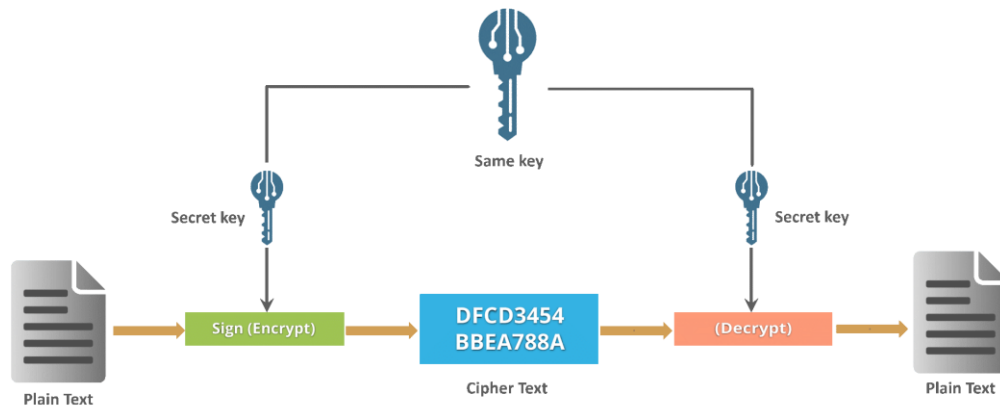 Same key
Secret key
Secret key
Sign (Encrypt)
DFCD3454
BBEA788A
(Decrypt)
Plain Text
Cipher Text
Plain Text